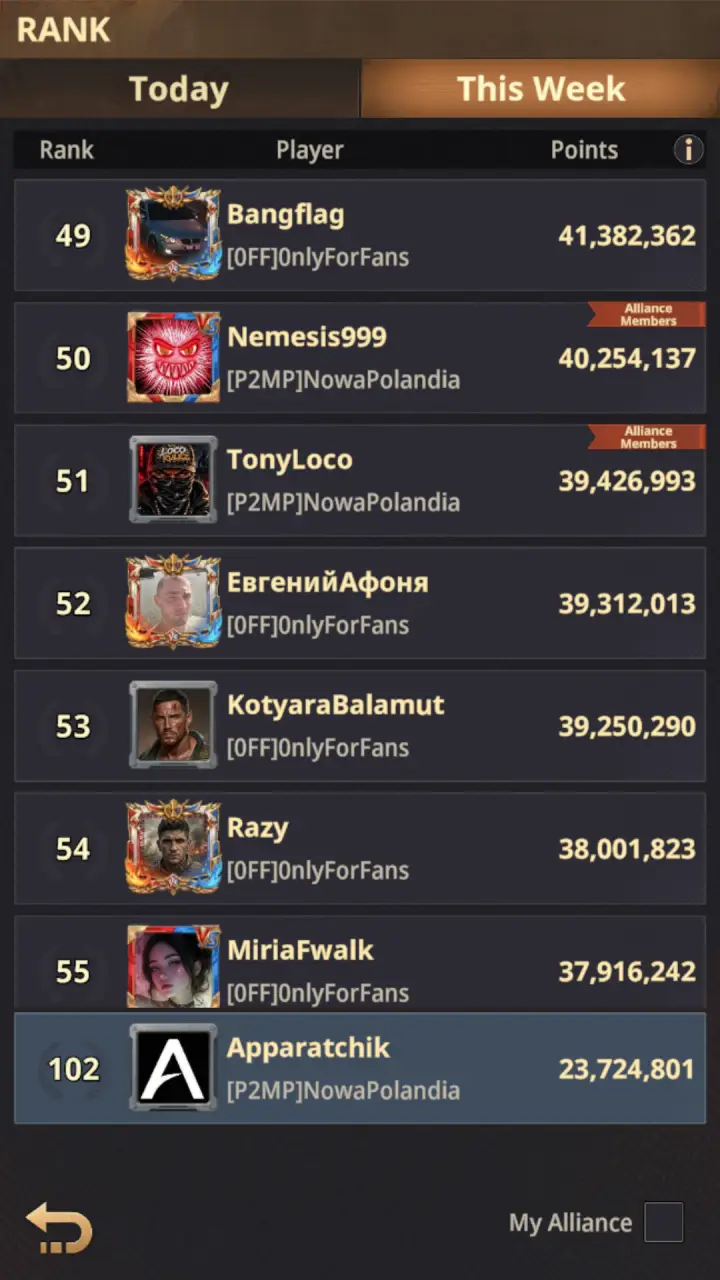 RANK
Today
This Week
Rank
Player
Points
49
Bangflag
[0FF]0nlyForFans
41,382,362
Alliance
Members
50
Nemesis999
[P2MP]NowaPolandia
40,254,137
Alliance
Members
51
TonyLoco
[P2MP]NowaPolandia
39,426,993
52
ЕвгенийАфоня
[0FF]0nlyForFans
39,312,013
53
KotyaraBalamut
[0FF]0nlyForFans
39,250,290
54
Razy
[0FF]0nlyForFans
38,001,823
55
MiriaFwalk
[0FF]0nlyForFans
37,916,242
102
Apparatchik
[P2MP]NowaPolandia
23,724,801
My Alliance